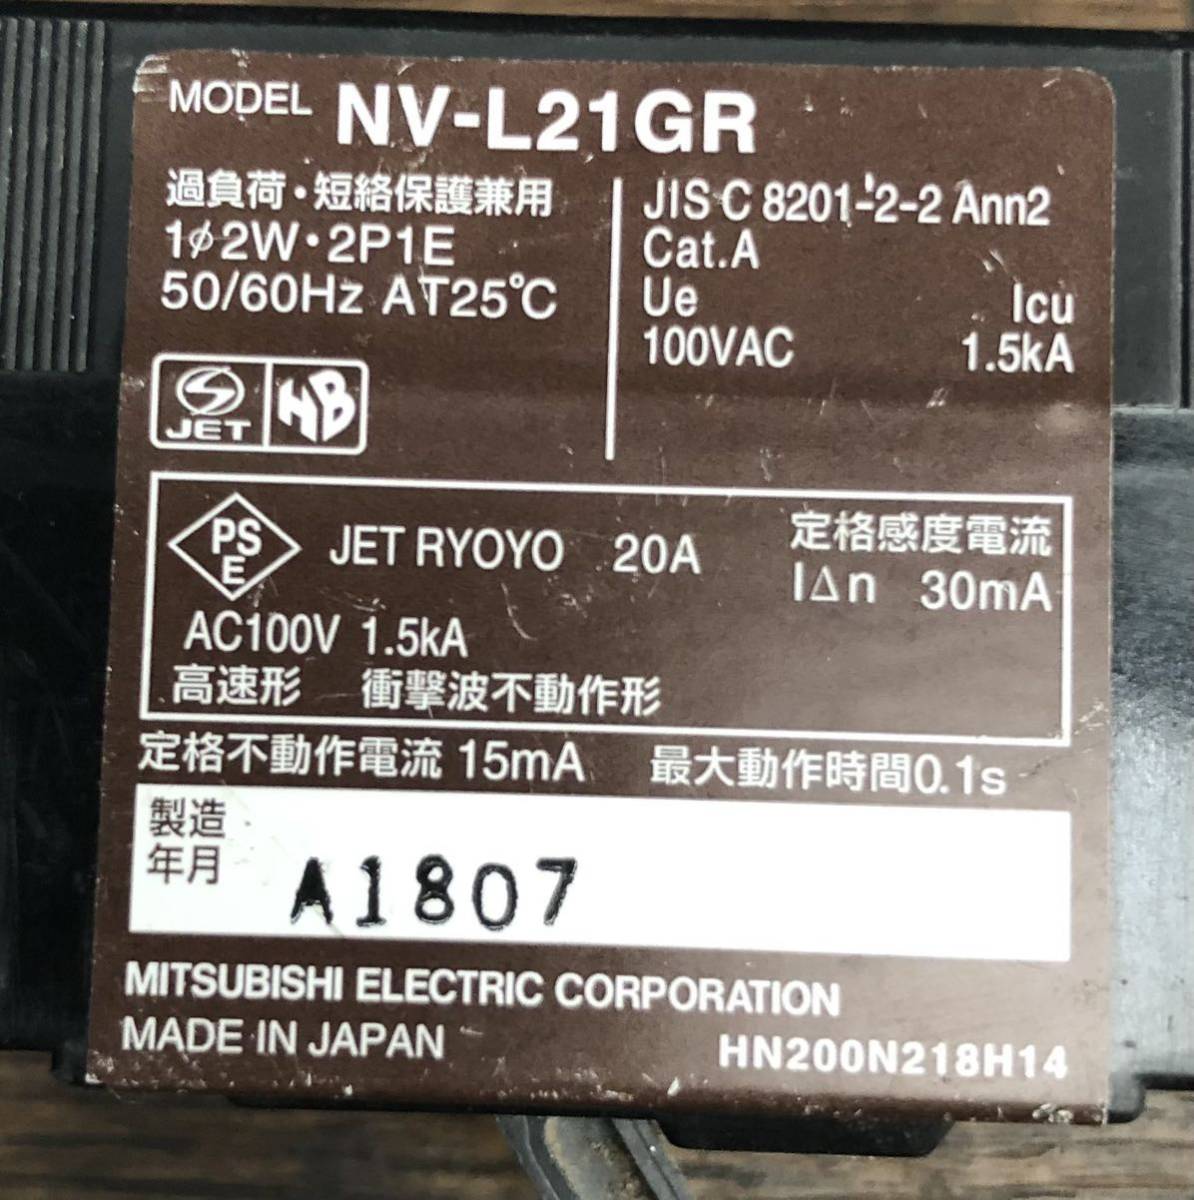 MODEL NV-L21GR
過負荷・短絡保護兼用
1φ2W・2P1E
50/60Hz AT25℃
JIS C 8201-2-2 Ann2
Cat.A
Ue Icu
100VAC 1.5kA
JET HB
PSE JET RYOYO 20A 定格感度電流
IΔn 30mA
AC100V 1.5kA
高速形 衝撃波不動作形
定格不動作電流 15mA 最大動作時間0.1s
製造
年月 A1807
MITSUBISHI ELECTRIC CORPORATION
MADE IN JAPAN HN200N218H14